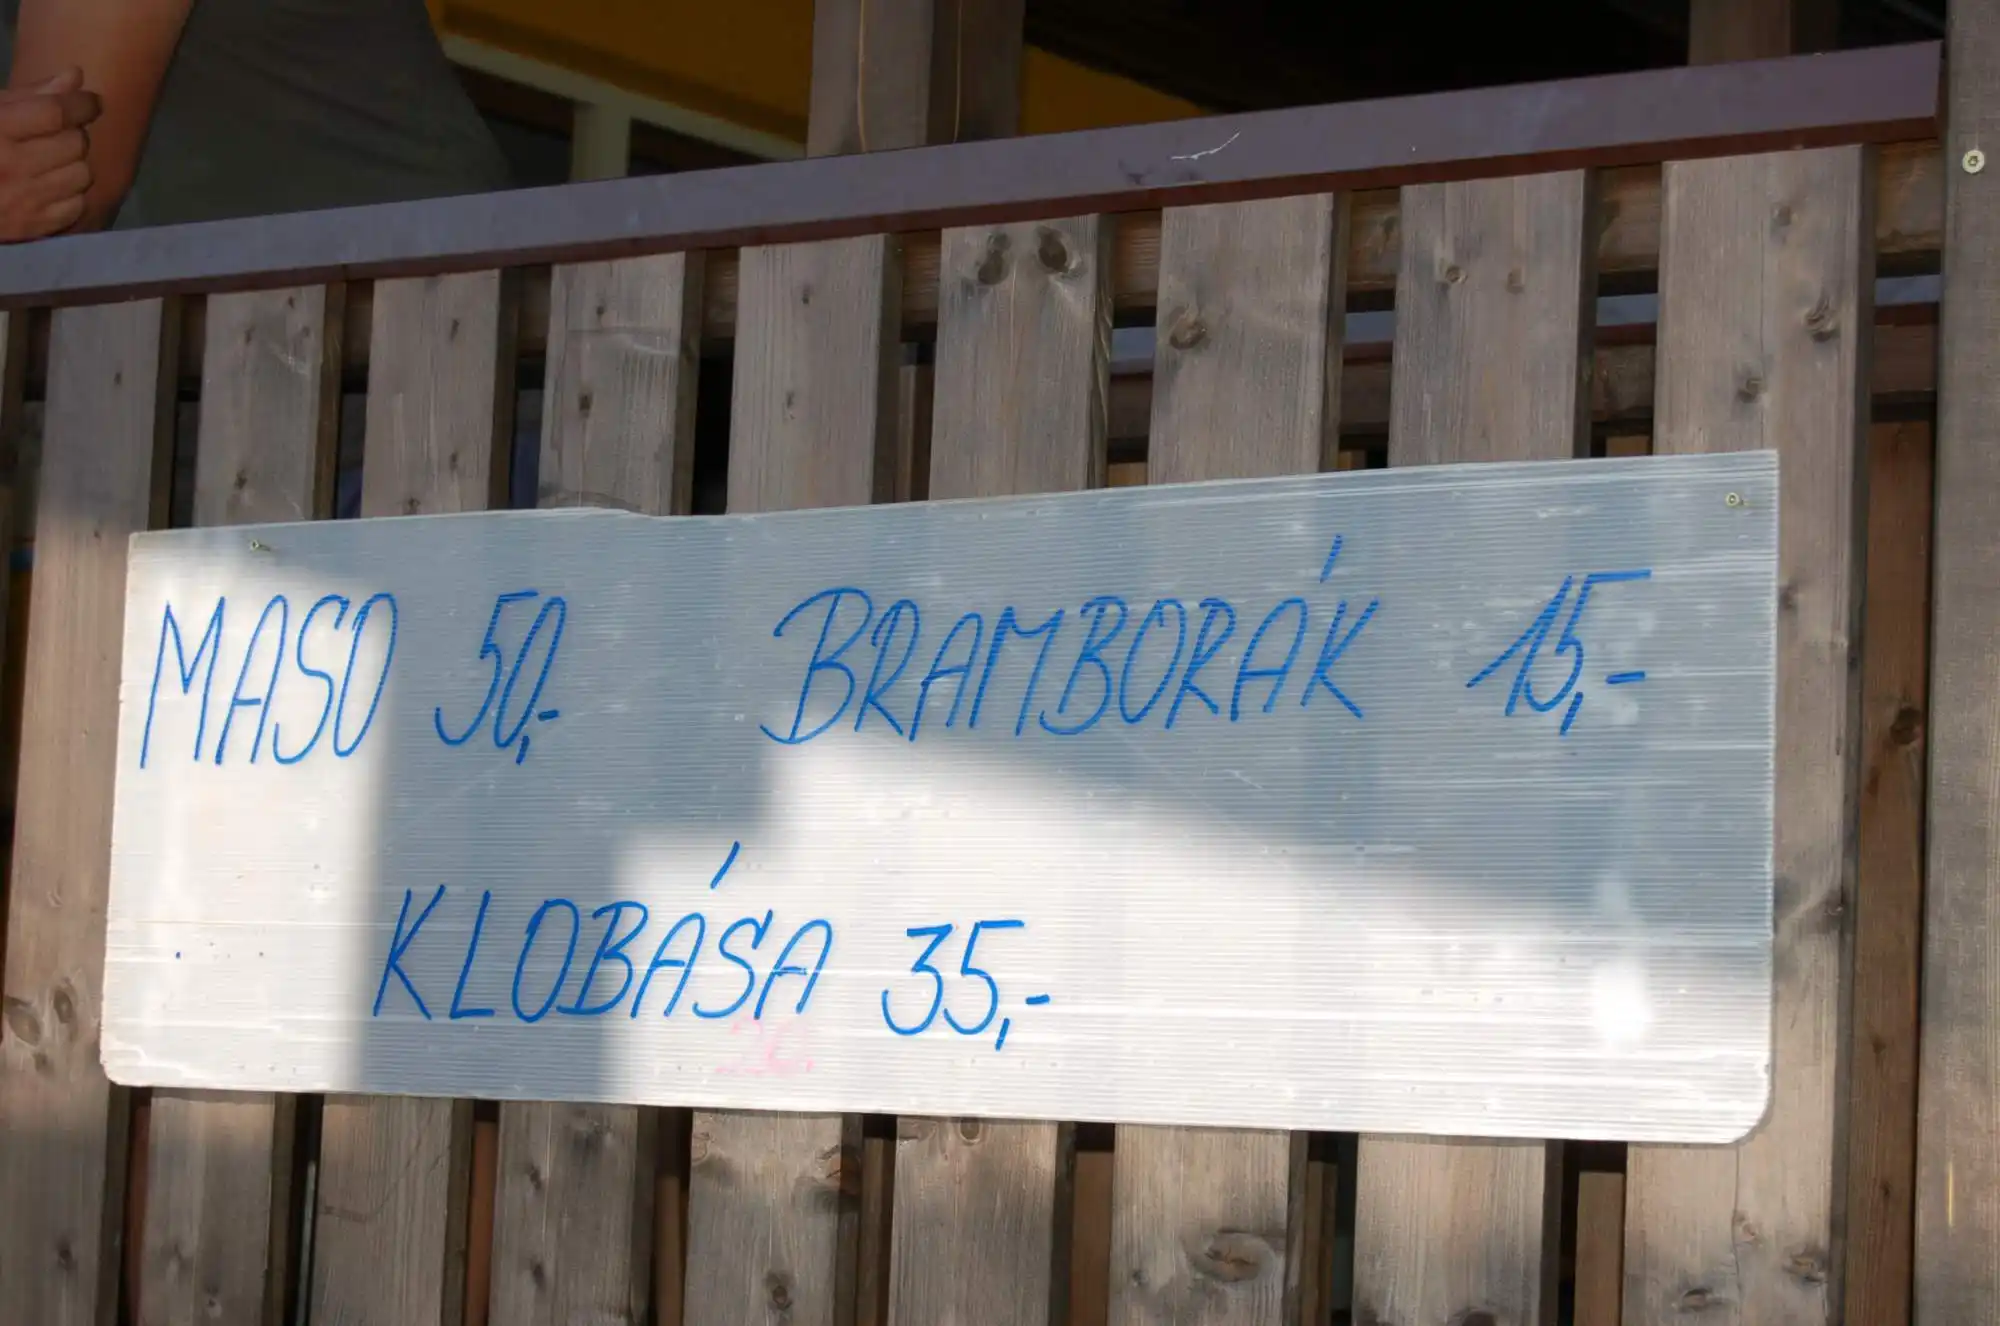 MASO 50,- BRAMBORÁK 15,-
KLOBÁSA 35,-